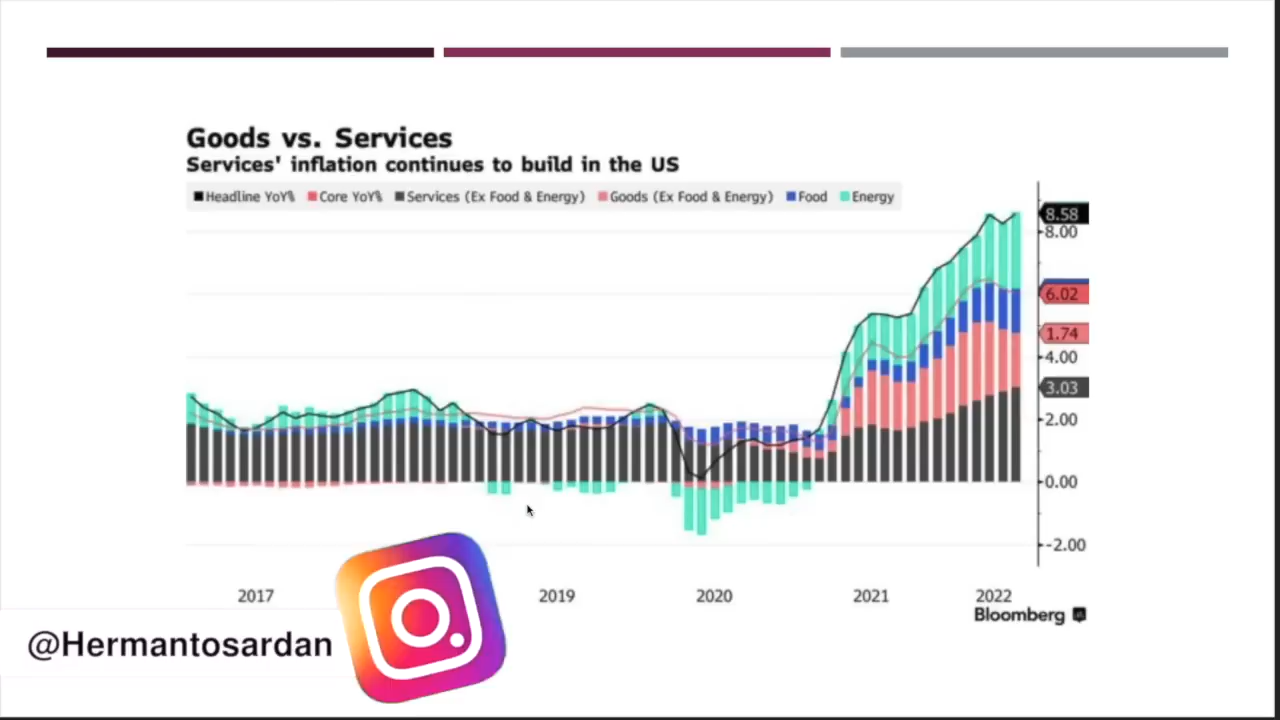 Goods vs. Services
Services' inflation continues to build in the US
Headline YoY% Core YoY% Services (Ex Food & Energy) Goods (Ex Food & Energy) Food Energy
8.58
8.00
6.02
1.74
4.00
3.03
2.00
0.00
-2.00
2017 2019 2020 2021 2022
Bloomberg
@Hermantosardan